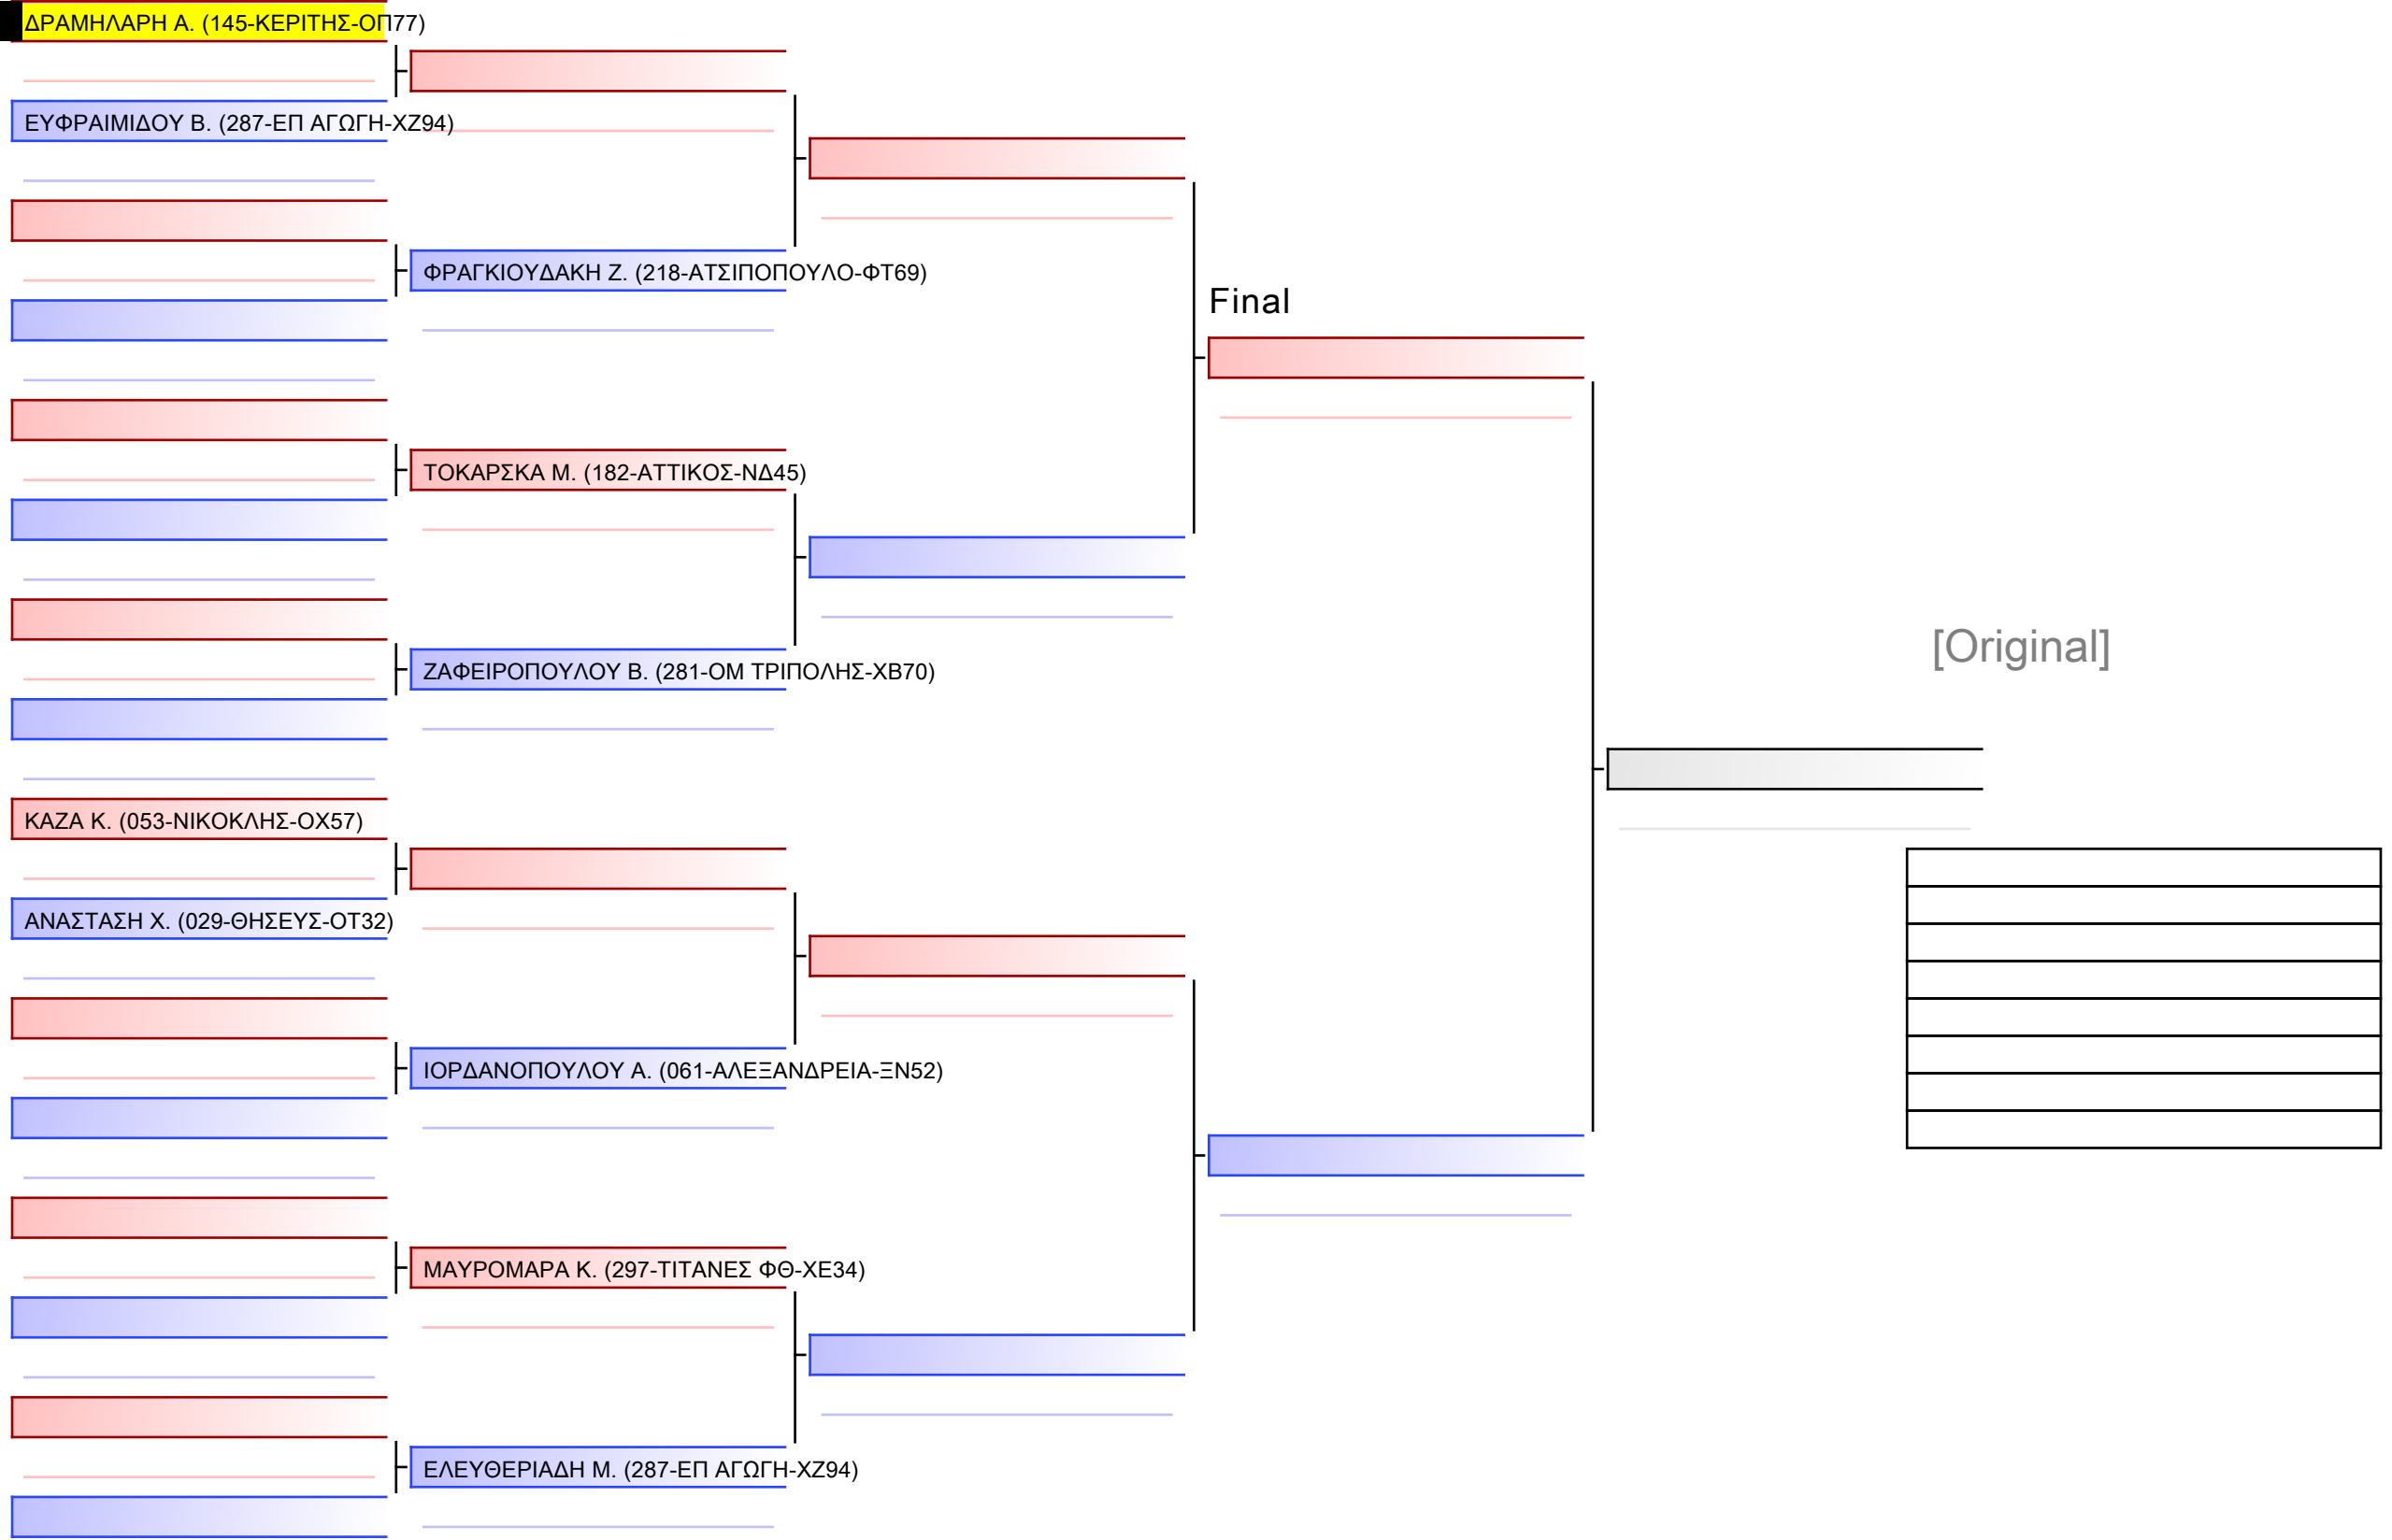 ΔΡΑΜΗΛΑΡΗ Α. (145-ΚΕΡΙΤΗΣ-ΟΠ77)
ΕΥΦΡΑΙΜΙΔΟΥ Β. (287-ΕΠ ΑΓΩΓΗ-ΧΖ94)
ΦΡΑΓΚΙΟΥΔΑΚΗ Ζ. (218-ΑΤΣΙΠΟΠΟΥΛΟ-ΦΤ69)
Final
ΤΟΚΑΡΣΚΑ Μ. (182-ΑΤΤΙΚΟΣ-ΝΔ45)
[Original]
ΖΑΦΕΙΡΟΠΟΥΛΟΥ Β. (281-ΟΜ ΤΡΙΠΟΛΗΣ-ΧΒ70)
ΚΑΖΑ Κ. (053-ΝΙΚΟΚΛΗΣ-ΟΧ57)
ΑΝΑΣΤΑΣΗ Χ. (029-ΘΗΣΕΥΣ-ΟΤ32)
ΙΟΡΔΑΝΟΠΟΥΛΟΥ Α. (061-ΑΛΕΞΑΝΔΡΕΙΑ-ΞΝ52)
ΜΑΥΡΟΜΑΡΑ Κ. (297-ΤΙΤΑΝΕΣ ΦΘ-ΧΕ34)
ΕΛΕΥΘΕΡΙΑΔΗ Μ. (287-ΕΠ ΑΓΩΓΗ-ΧΖ94)